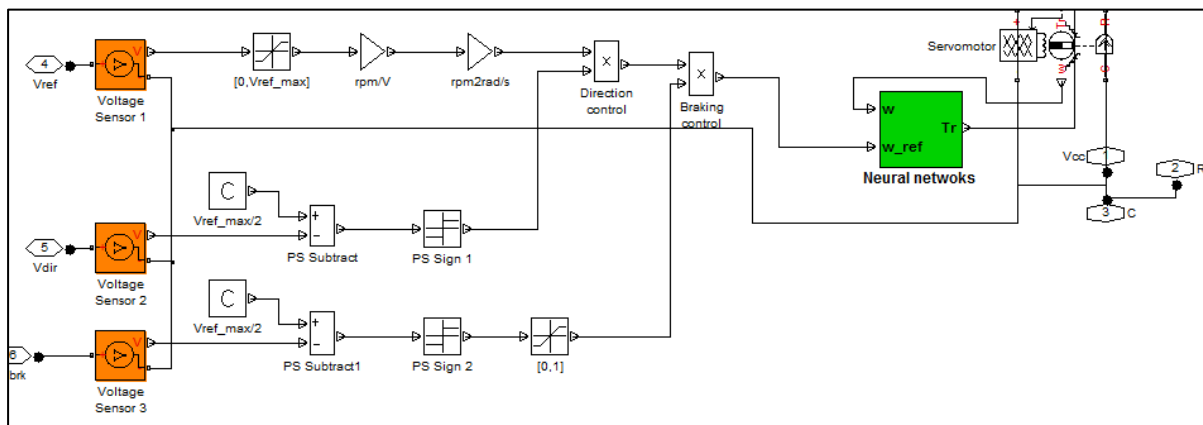 4
Vref
V
Voltage
Sensor 1
[0,Vref_max]
rpm/V
rpm2rad/s
x
Direction
control
x
Braking
control
Servomotor
w
w_ref
Tr
Neural netwoks
Vcc
1
2
R
3
C
C
Vref_max/2
+
−
PS Subtract
PS Sign 1
5
Vdir
V
Voltage
Sensor 2
C
Vref_max/2
+
−
PS Subtract1
PS Sign 2
[0,1]
6
brk
V
Voltage
Sensor 3